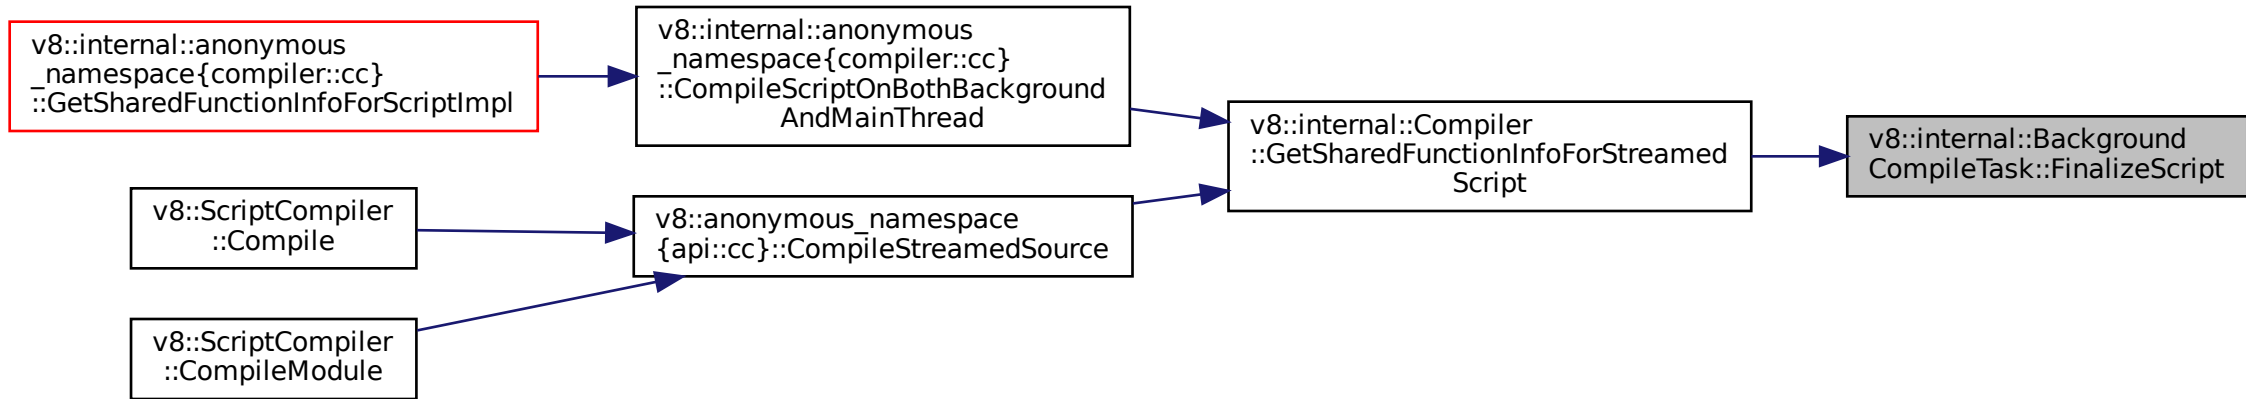 v8::internal::anonymous
_namespace{compiler::cc}
::GetSharedFunctionInfoForScriptImpl
v8::internal::anonymous
_namespace{compiler::cc}
::CompileScriptOnBothBackground
AndMainThread
v8::ScriptCompiler
::Compile
v8::anonymous_namespace
{api::cc}::CompileStreamedSource
v8::ScriptCompiler
::CompileModule
v8::internal::Compiler
::GetSharedFunctionInfoForStreamed
Script
v8::internal::Background
CompileTask::FinalizeScript